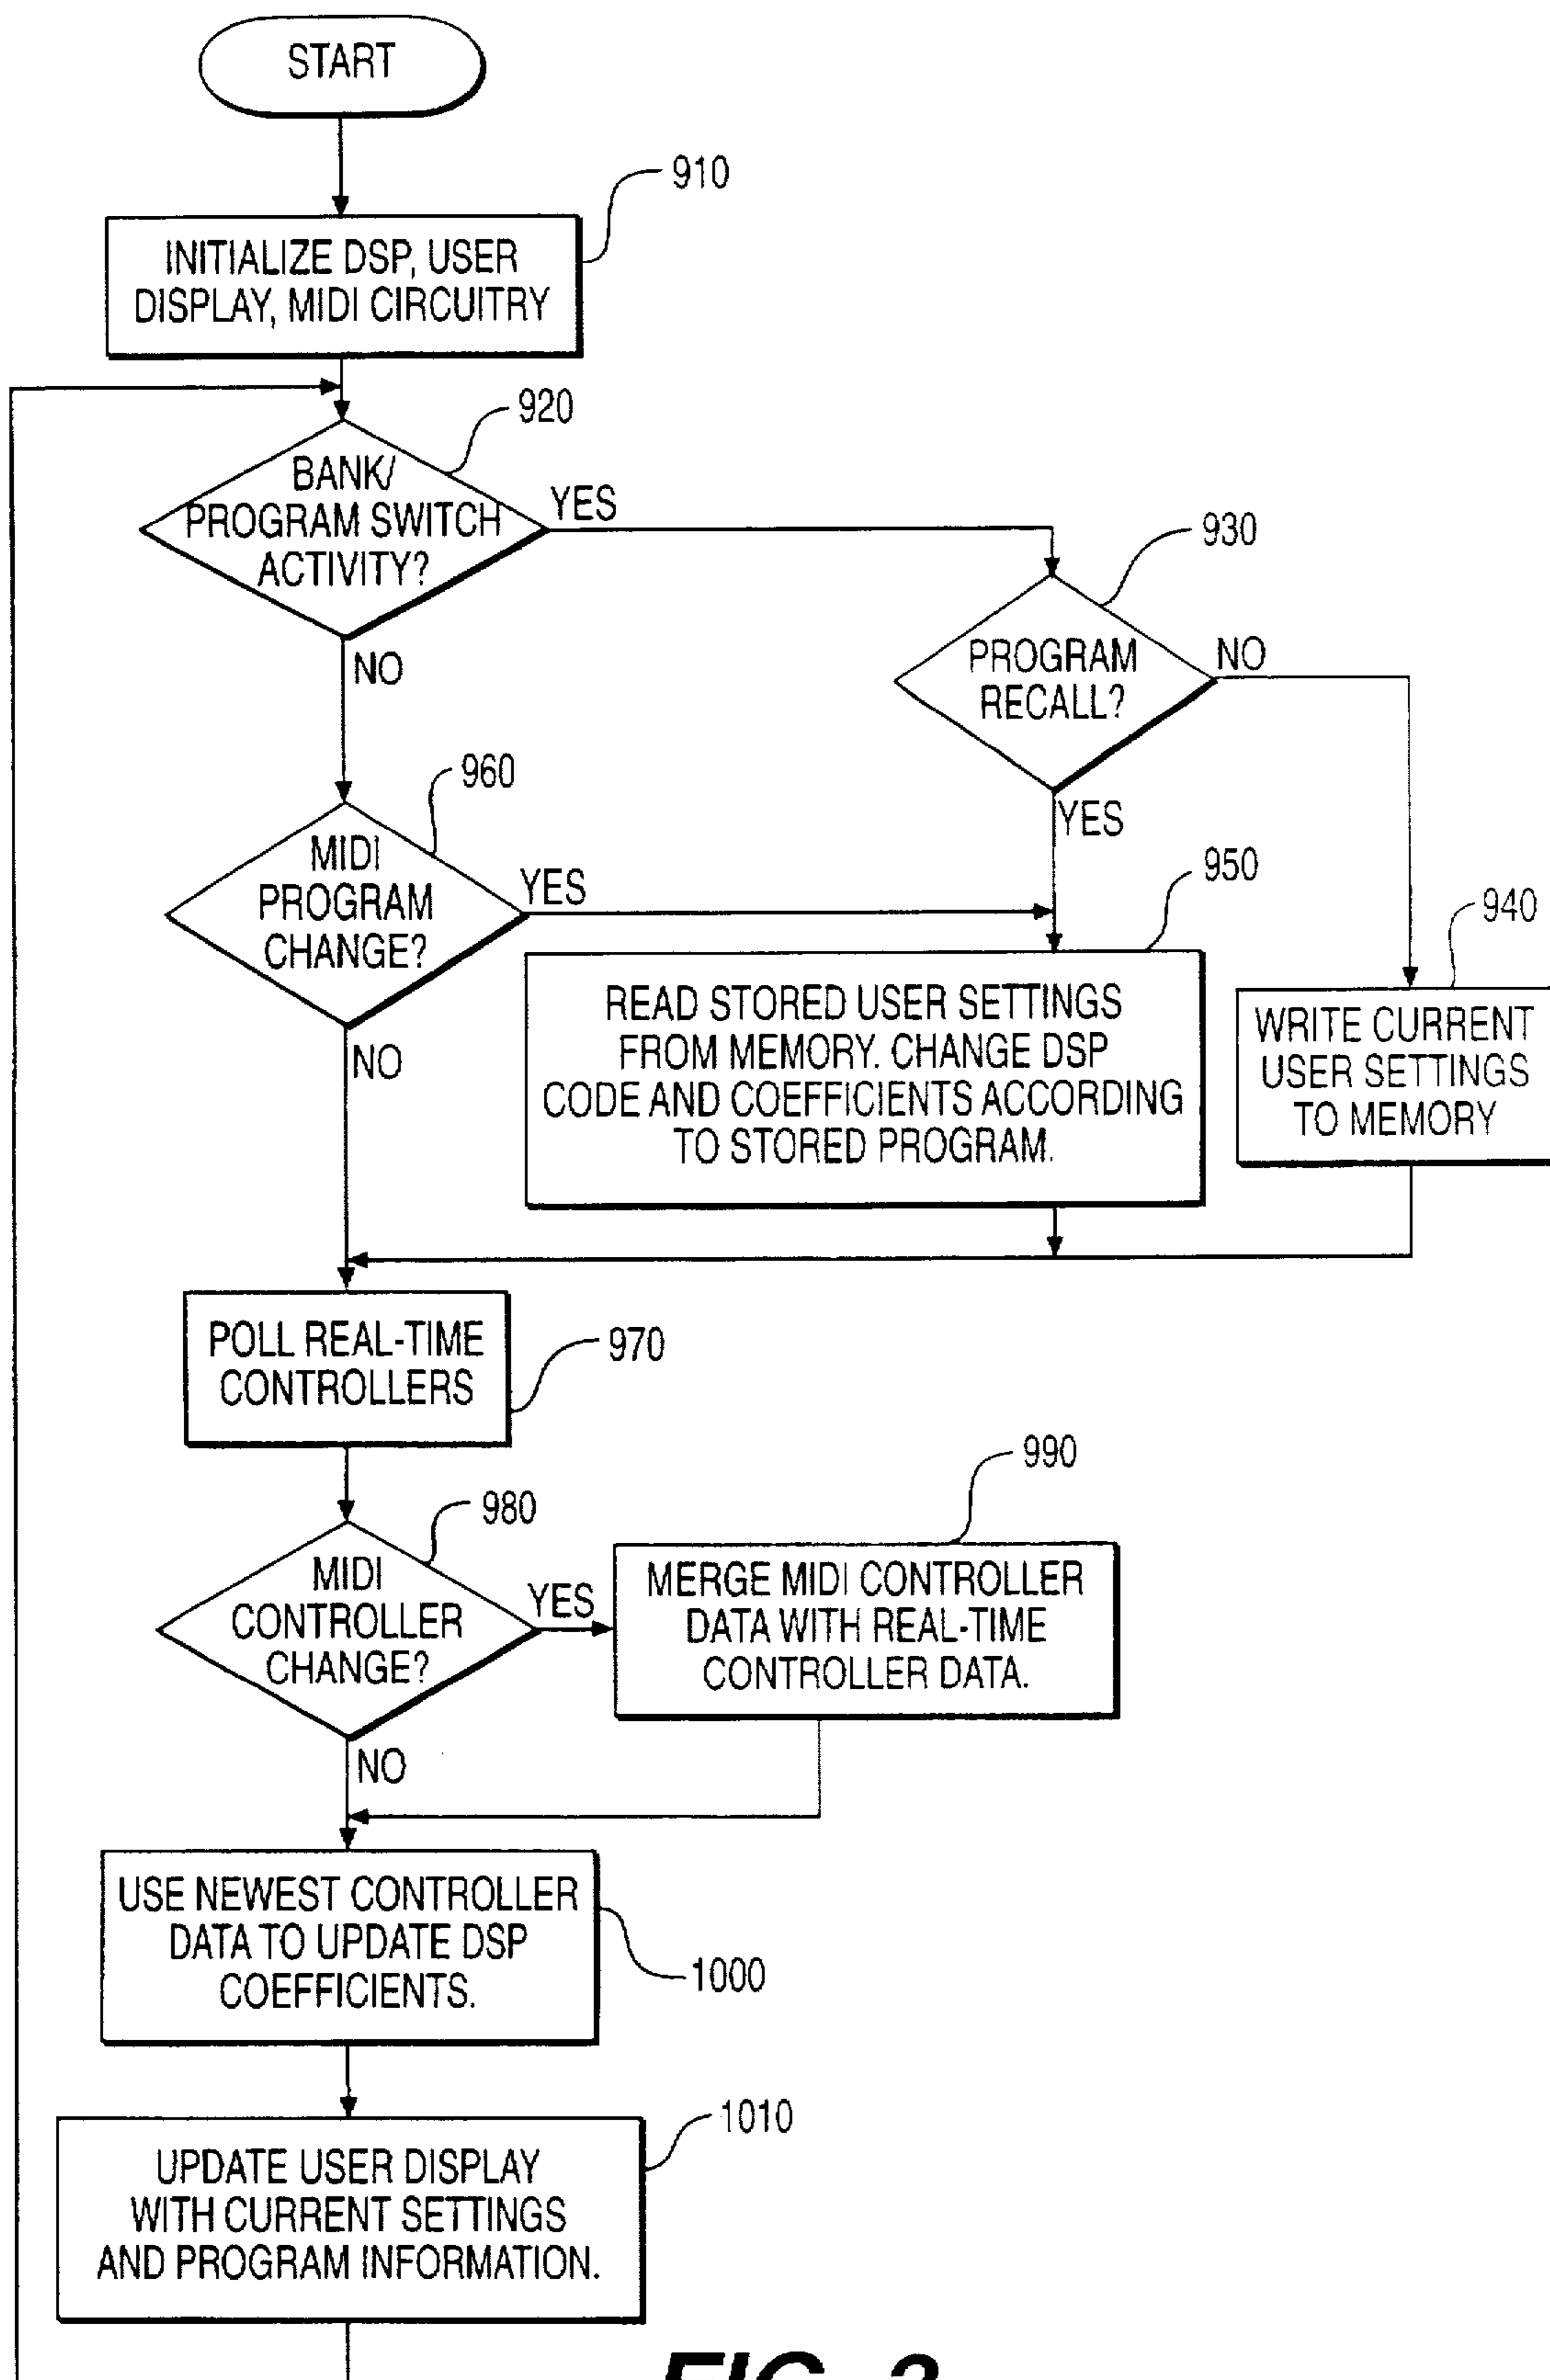 START
910
INITIALIZE DSP, USER
DISPLAY, MIDI CIRCUITRY
920
BANK/
PROGRAM SWITCH
ACTIVITY?
YES
NO
930
PROGRAM
RECALL?
NO
YES
960
MIDI
PROGRAM
CHANGE?
YES
NO
950
READ STORED USER SETTINGS
FROM MEMORY. CHANGE DSP
CODE AND COEFFICIENTS ACCORDING
TO STORED PROGRAM.
940
WRITE CURRENT
USER SETTINGS
TO MEMORY
POLL REAL-TIME
CONTROLLERS
970
980
MIDI
CONTROLLER
CHANGE?
YES
NO
990
MERGE MIDI CONTROLLER
DATA WITH REAL-TIME
CONTROLLER DATA.
USE NEWEST CONTROLLER
DATA TO UPDATE DSP
COEFFICIENTS.
1000
1010
UPDATE USER DISPLAY
WITH CURRENT SETTINGS
AND PROGRAM INFORMATION.
FIG.